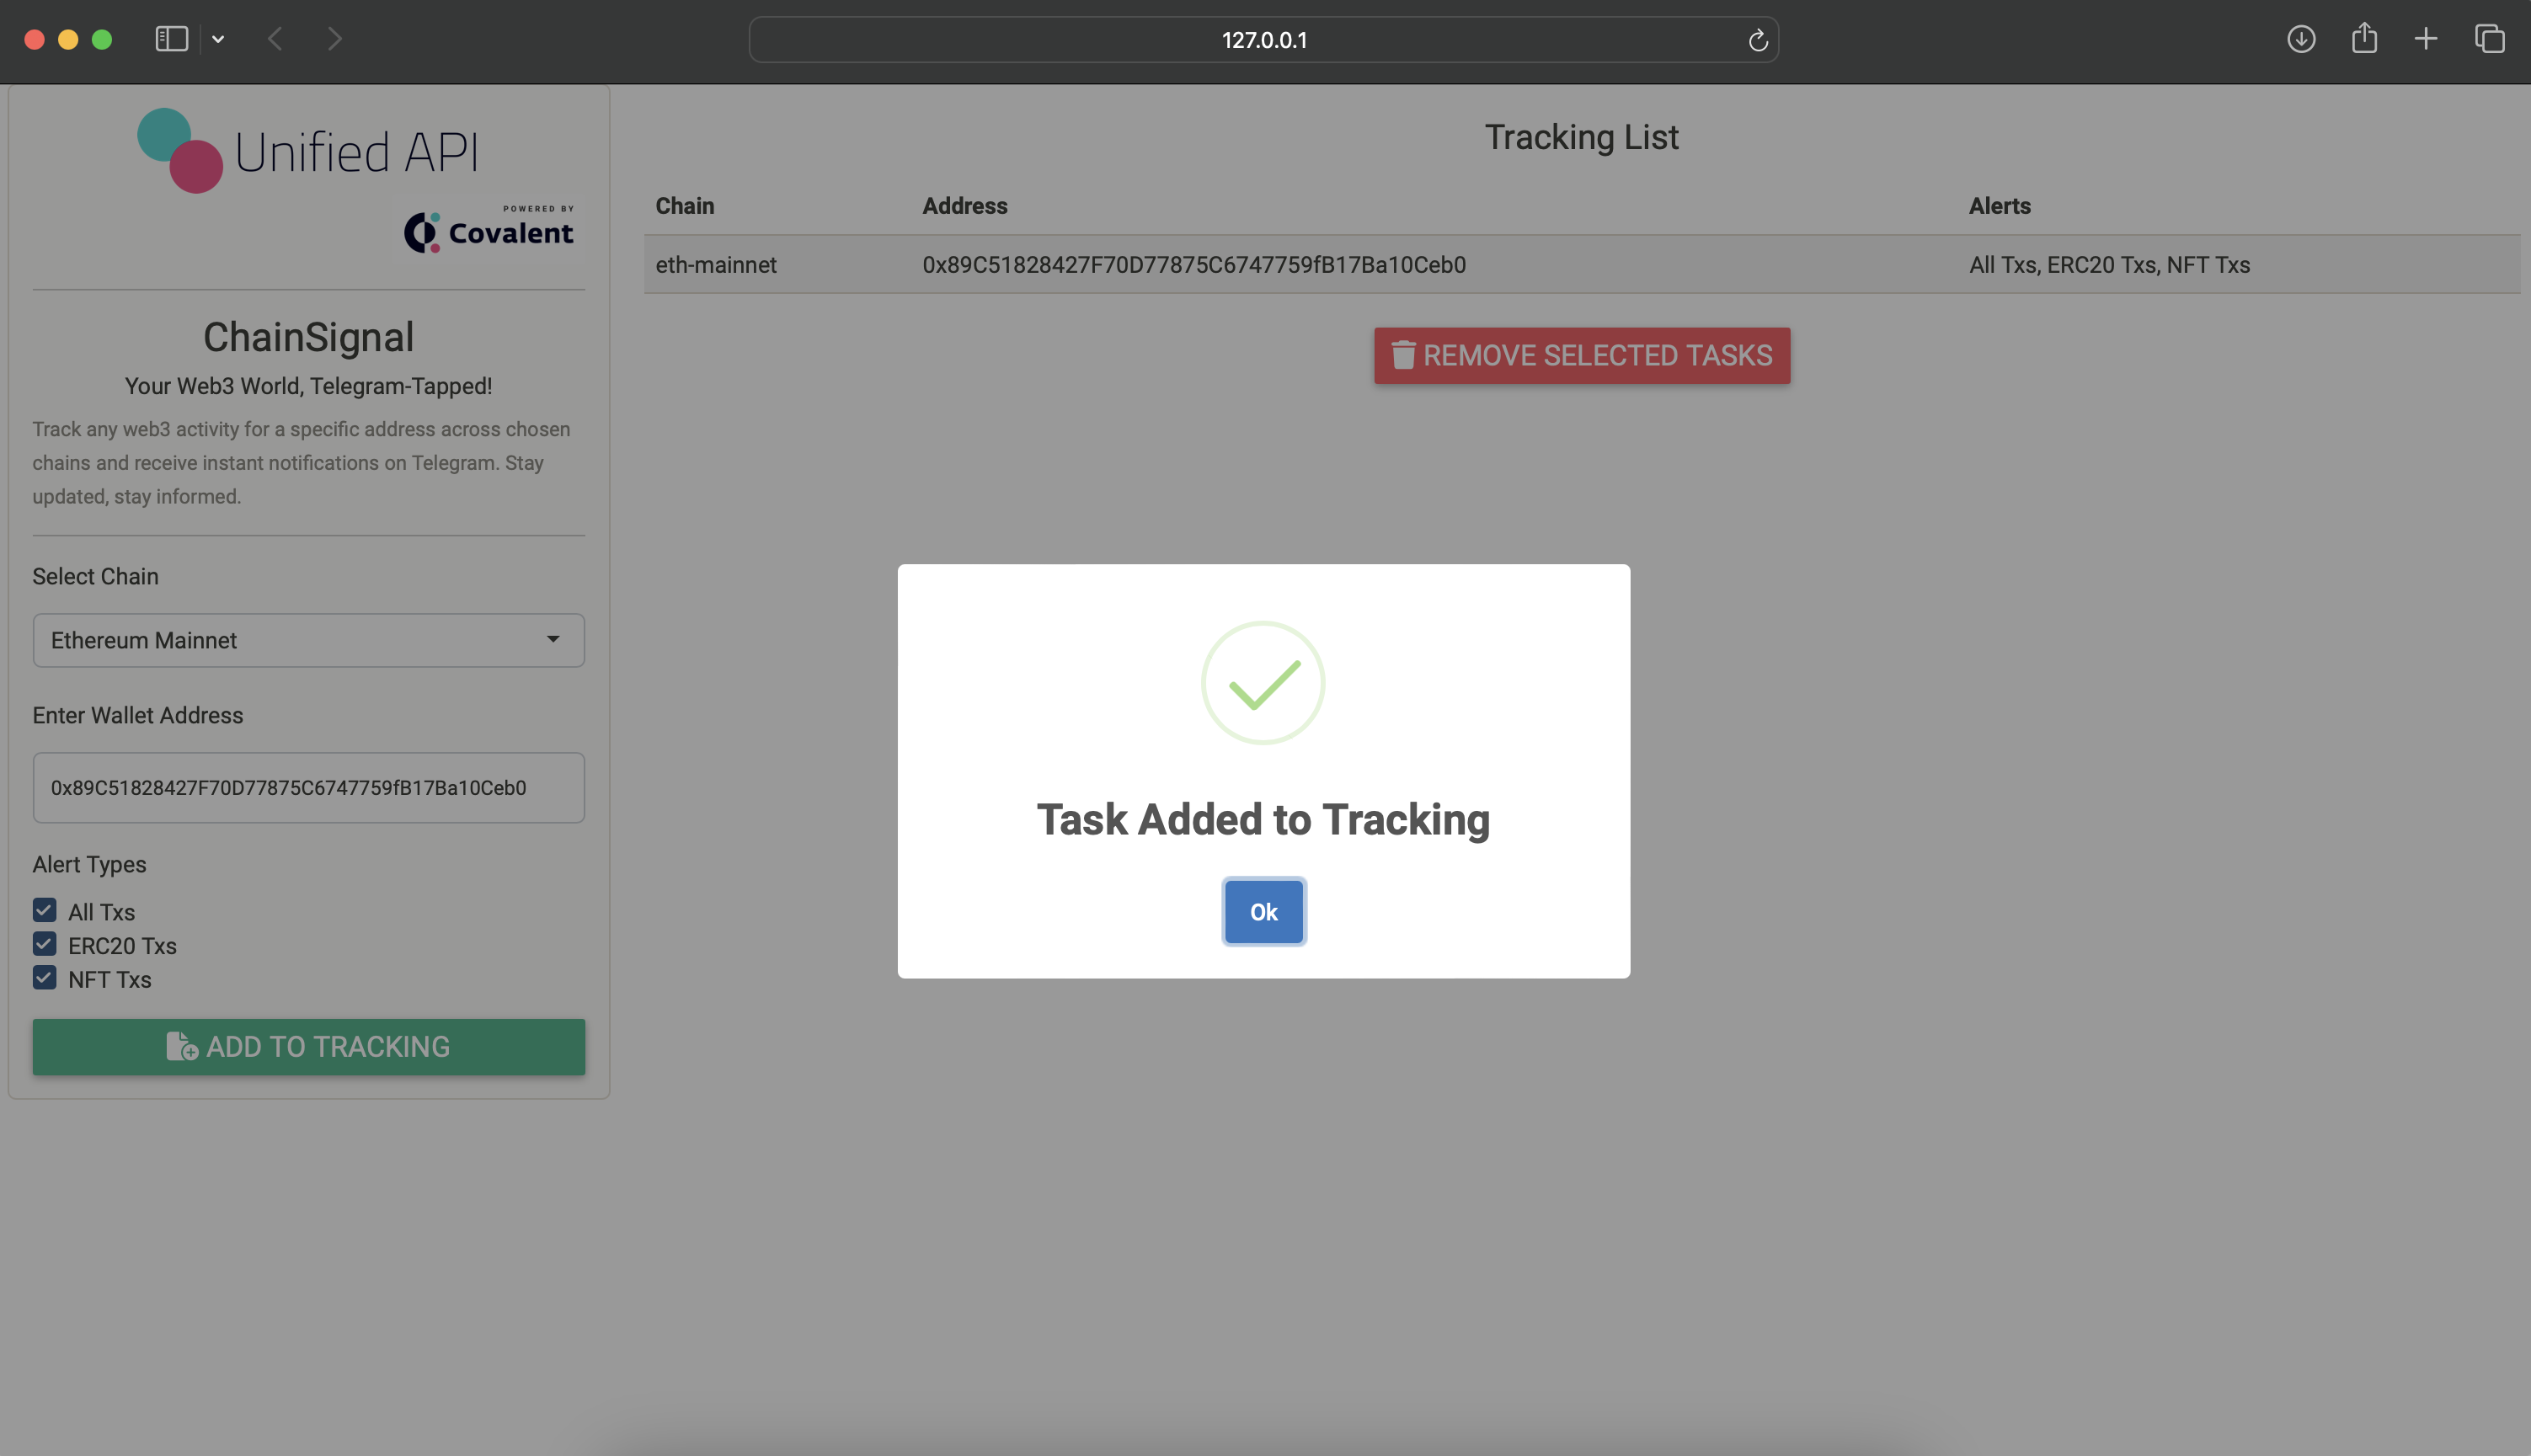 127.0.0.1
Unified API
POWERED BY
Covalent
ChainSignal
Your Web3 World, Telegram-Tapped!
Track any web3 activity for a specific address across chosen
chains and receive instant notifications on Telegram. Stay
updated, stay informed.
Select Chain
Ethereum Mainnet
Enter Wallet Address
0x89C51828427F70D77875C6747759fB17Ba10Ceb0
Alert Types
All Txs
ERC20 Txs
NFT Txs
ADD TO TRACKING
Tracking List
Chain Address Alerts
eth-mainnet 0x89C51828427F70D77875C6747759fB17Ba10Ceb0 All Txs, ERC20 Txs, NFT Txs
REMOVE SELECTED TASKS
Task Added to Tracking
Ok